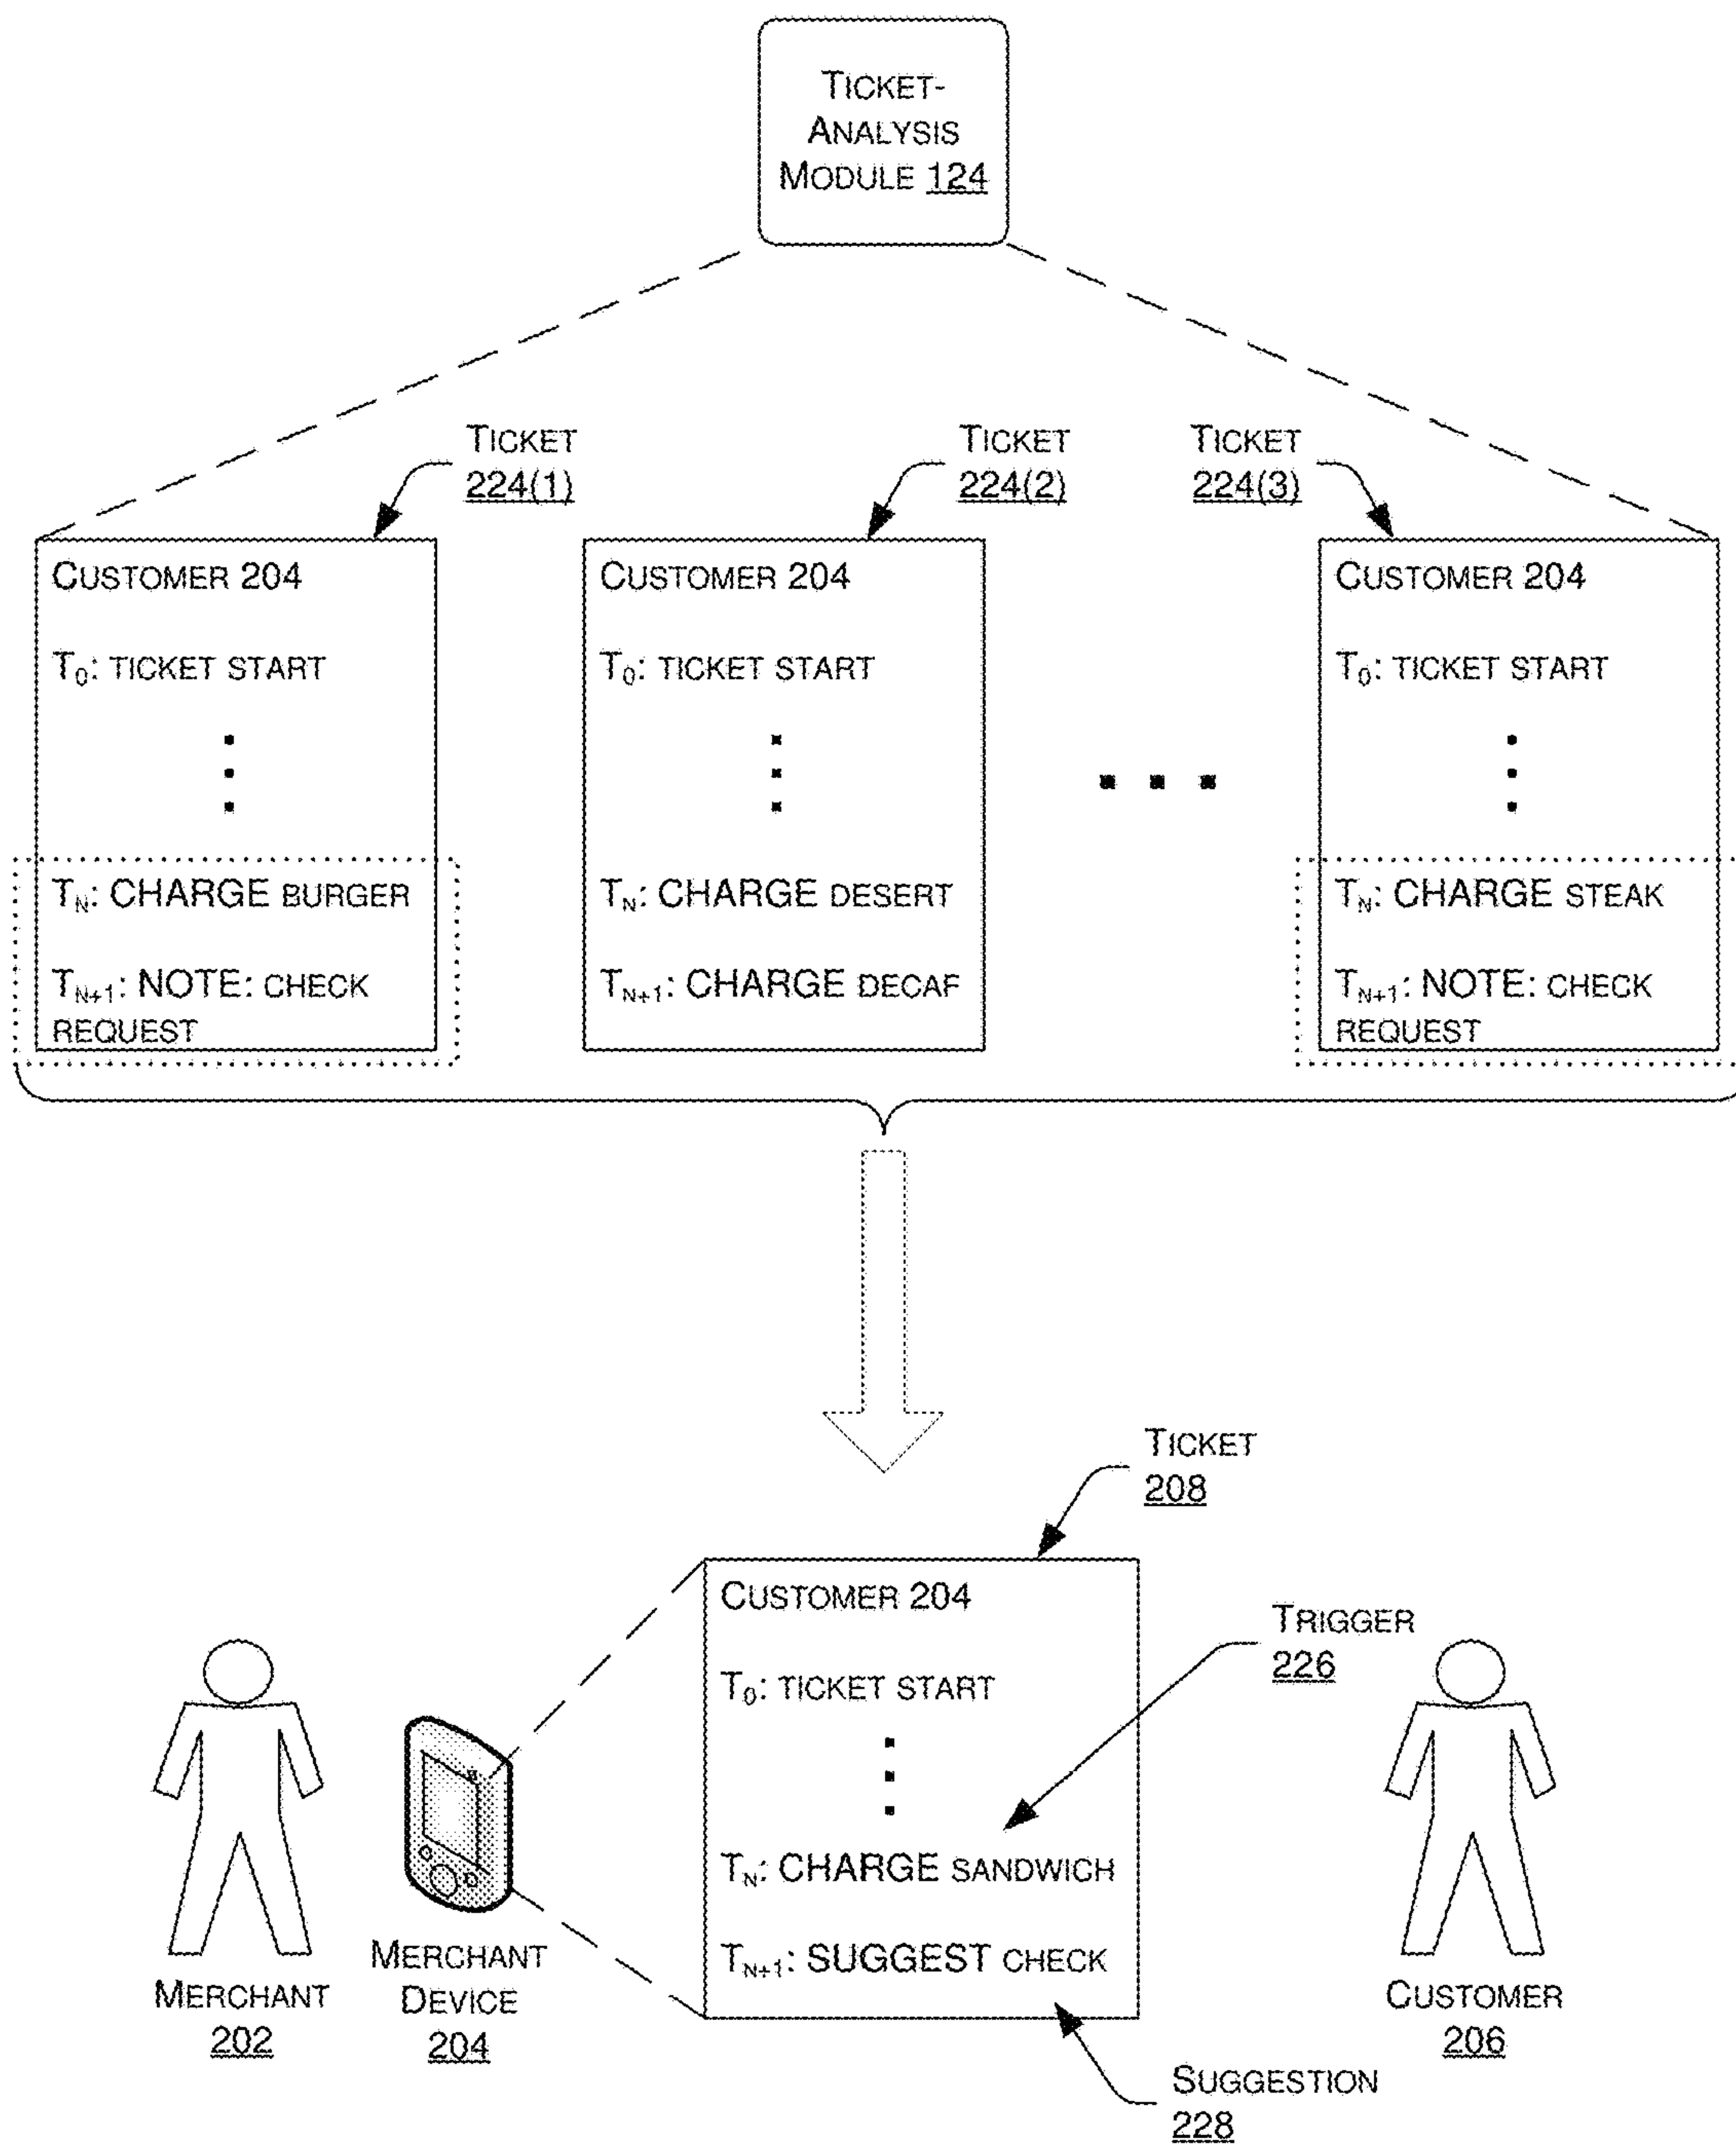 TICKET-
ANALYSIS
MODULE 124
TICKET
224(1)
TICKET
224(2)
TICKET
224(3)
CUSTOMER 204
T0: TICKET START
TN: CHARGE BURGER
TN+1: NOTE: CHECK
REQUEST
CUSTOMER 204
T0: TICKET START
TN: CHARGE DESERT
TN+1: CHARGE DECAF
CUSTOMER 204
T0: TICKET START
TN: CHARGE STEAK
TN+1: NOTE: CHECK
REQUEST
TICKET
208
CUSTOMER 204
T0: TICKET START
TN: CHARGE SANDWICH
TN+1: SUGGEST CHECK
TRIGGER
226
MERCHANT
202
MERCHANT
DEVICE
204
CUSTOMER
206
SUGGESTION
228